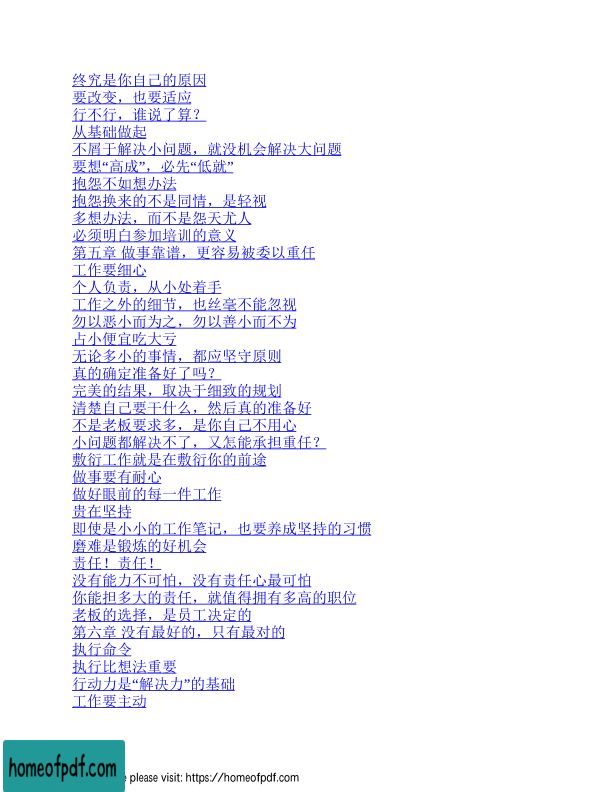 终究是你自己的原因
要改变，也要适应
行不行，谁说了算？
从基础做起
不屑于解决小问题，就没机会解决大问题
要想“高成”，必先“低就”
抱怨不如想办法
抱怨换来的不是同情，是轻视
多想办法，而不是怨天尤人
必须明白参加培训的意义
第五章 做事靠谱，更容易被委以重任
工作要细心
个人负责，从小处着手
工作之外的细节，也丝毫不能忽视
勿以恶小而为之，勿以善小而不为
占小便宜吃大亏
无论多小的事情，都应坚守原则
真的确定准备好了吗？
完美的结果，取决于细致的规划
清楚自己要干什么，然后真的准备好
不是老板要求多，是你自己不用心
小问题都解决不了，又怎能承担重任？
敷衍工作就是在敷衍你的前途
做事要有耐心
做好眼前的每一件工作
贵在坚持
即使是小小的工作笔记，也要养成坚持的习惯
磨难是锻炼的好机会
责任！责任！
没有能力不可怕，没有责任心最可怕
你能担多大的责任，就值得拥有多高的职位
老板的选择，是员工决定的
第六章 没有最好的，只有最对的
执行命令
执行比想法重要
行动力是“解决力”的基础
工作要主动
homeofpdf.com
e please visit: https://homeofpdf.com